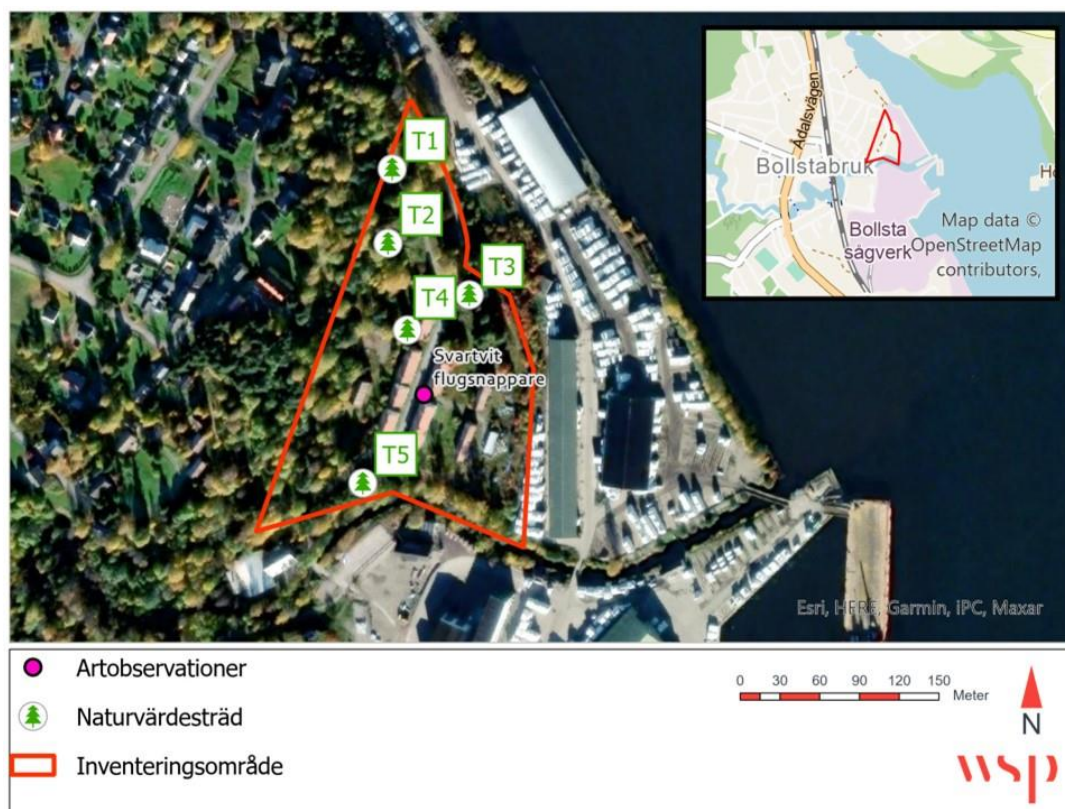 T1
T2
T3
T4
Svartvit
flugsnappare
T5
Ådalsvägen
Bollstabruk
Bollsta
sågverk
Map data ©
OpenStreetMap
contributors,
Esri, HERE, Garmin, iPC, Maxar
Artobservationer
Naturvärdesträd
Inventeringsområde
0 30 60 90 120 150
Meter
N
wsp